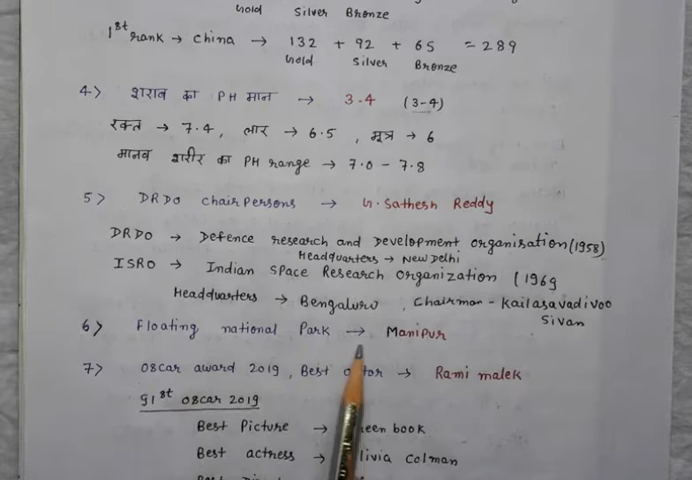 Gold Silver Bronze
1st rank → China → 132 + 92 + 65 = 289
Gold Silver Bronze
4> शराब का PH मान → 3.4 (3-4)
रक्त → 7.4, लार → 6.5, मूत्र → 6
मानव शरीर का PH range → 7.0 - 7.8
5> DRDO chairpersons → G. Sathesh Reddy
DRDO → Defence research and Development organisation (1958)
Headquarters → New Delhi
ISRO → Indian Space Research Organization (1969
Headquarters → Bengaluru, Chairman - Kailasavadivoo
Sivan
6> Floating national Park → Manipur
7> Oscar award 2019, Best → Rami malek
91st Oscar 2019
Best Picture → book
Best actress → Colman